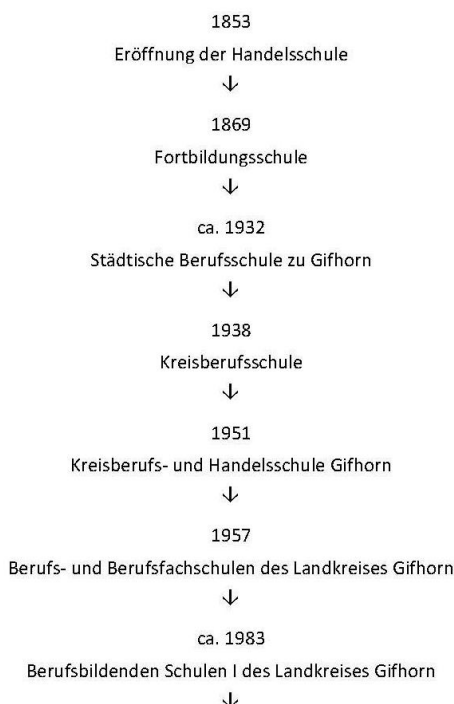 1853
Eröffnung der Handelsschule
↓
1869
Fortbildungsschule
↓
ca. 1932
Städtische Berufsschule zu Gifhorn
↓
1938
Kreisberufsschule
↓
1951
Kreisberufs- und Handelsschule Gifhorn
↓
1957
Berufs- und Berufsfachschulen des Landkreises Gifhorn
↓
ca. 1983
Berufsbildenden Schulen I des Landkreises Gifhorn
↓